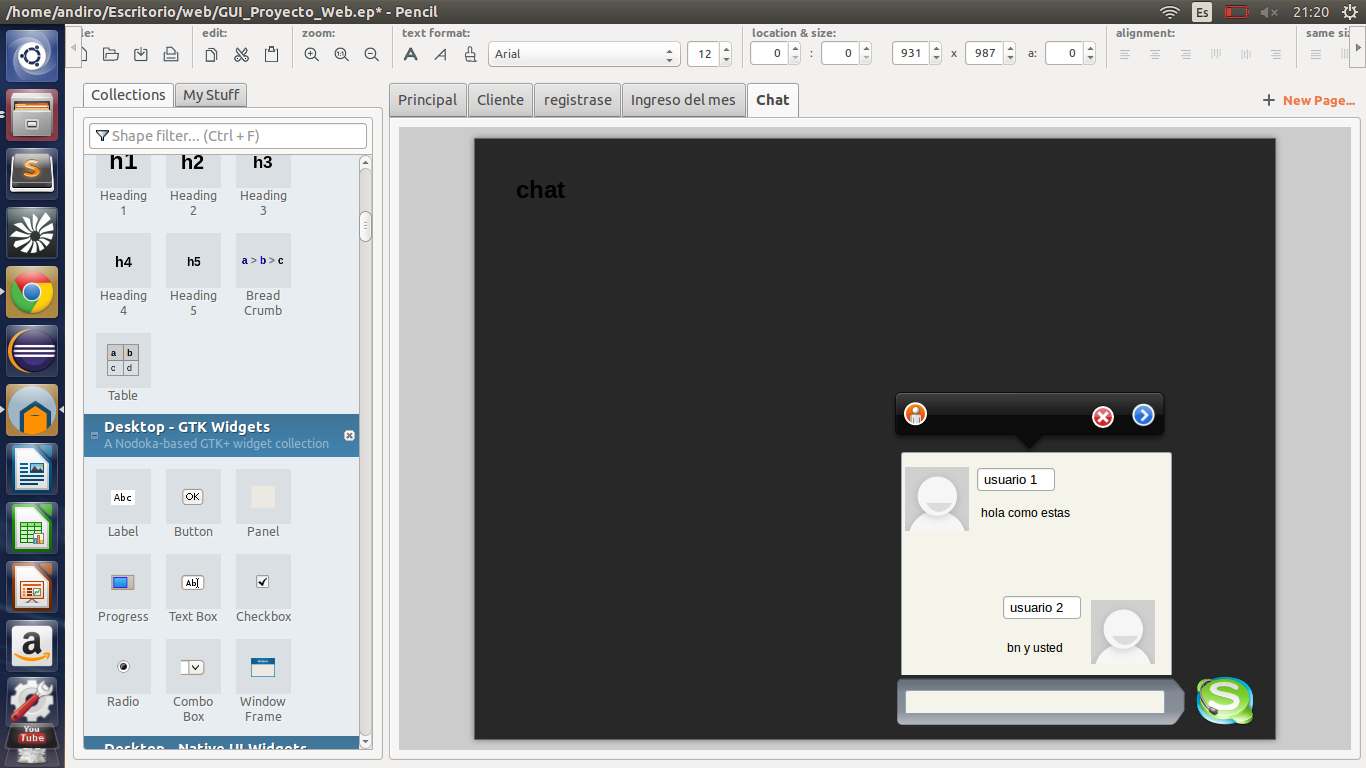 /home/andiro/Escritorio/web/GUI_Proyecto_Web.ep* - Pencil
Es
21:20
le:
edit:
zoom:
text format:
location & size:
alignment:
same si
Arial
12
0
:
0
931
x
987
a:
0
Collections
My Stuff
Principal
Cliente
registrase
Ingreso del mes
Chat
New Page...
Shape filter... (Ctrl + F)
h1
h2
h3
Heading 
1
Heading 
2
Heading 
3
h4
h5
a > b > c
Heading 
4
Heading 
5
Bread 
Crumb
a b
c d
Table
Desktop - GTK Widgets
A Nodoka-based GTK+ widget collection
Abc
OK
Label
Button
Panel
Ab
Progress
Text Box
Checkbox
Radio
Combo 
Box
Window 
Frame
Desktop - Native UI Widgets
You
Tube
chat
usuario 1
hola como estas
usuario 2
bn y usted